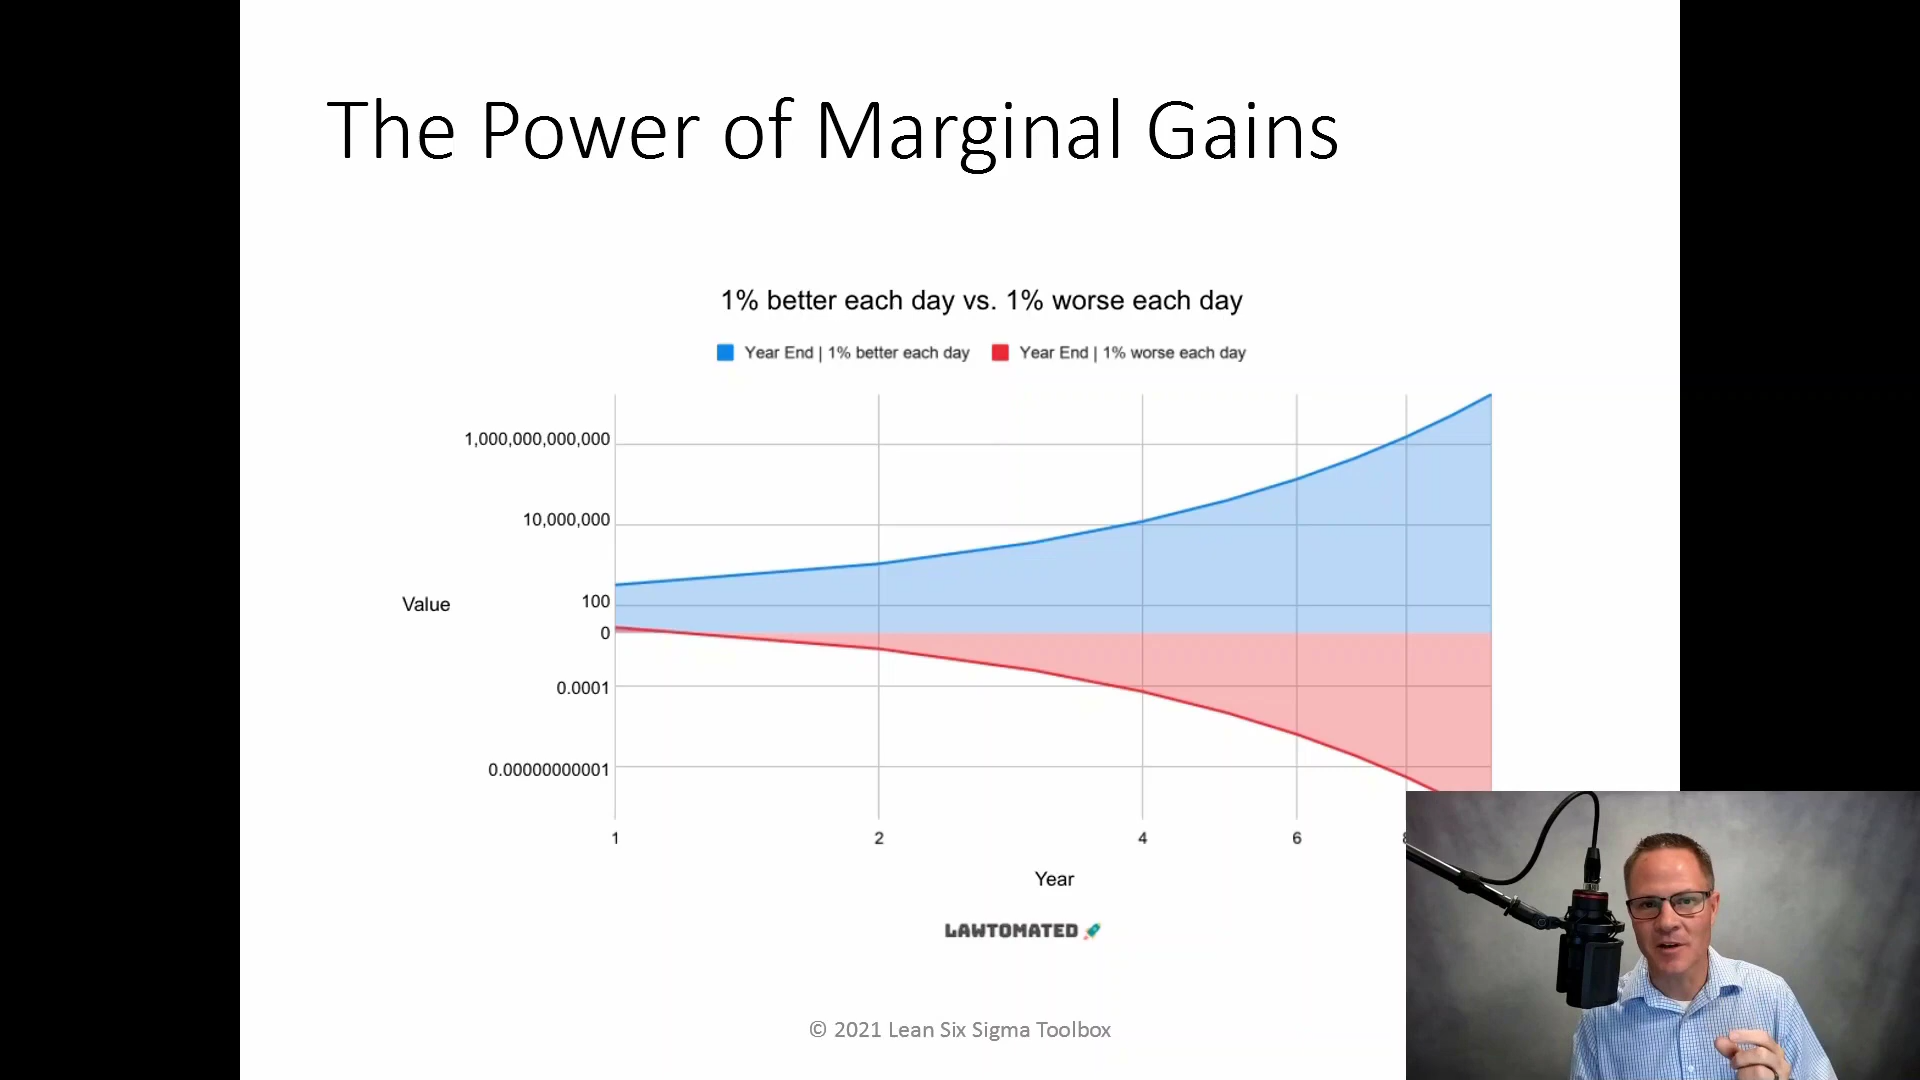 The Power of Marginal Gains
1% better each day vs. 1% worse each day
Year End | 1% better each day
Year End | 1% worse each day
1,000,000,000,000
10,000,000
100
0
0.0001
0.00000000001
Value
1
2
4
6
Year
LAWTOMATED
© 2021 Lean Six Sigma Toolbox